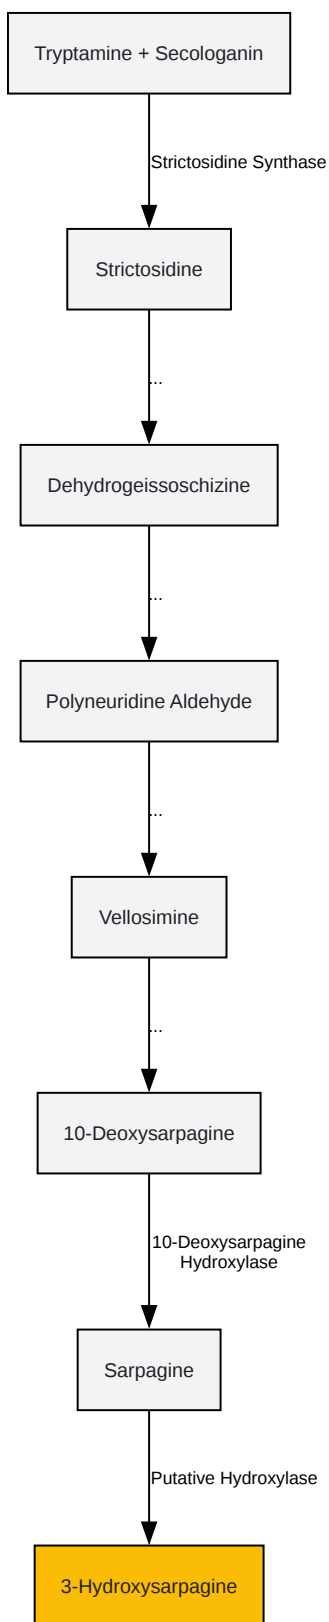 Tryptamine + Secologanin
Strictosidine Synthase
Strictosidine
...
Dehydrogeissoschizine
...
Polyneuridine Aldehyde
...
Vellosimine
...
10-Deoxysarpagine
10-Deoxysarpagine
Hydroxylase
Sarpagine
Putative Hydroxylase
3-Hydroxysarpagine